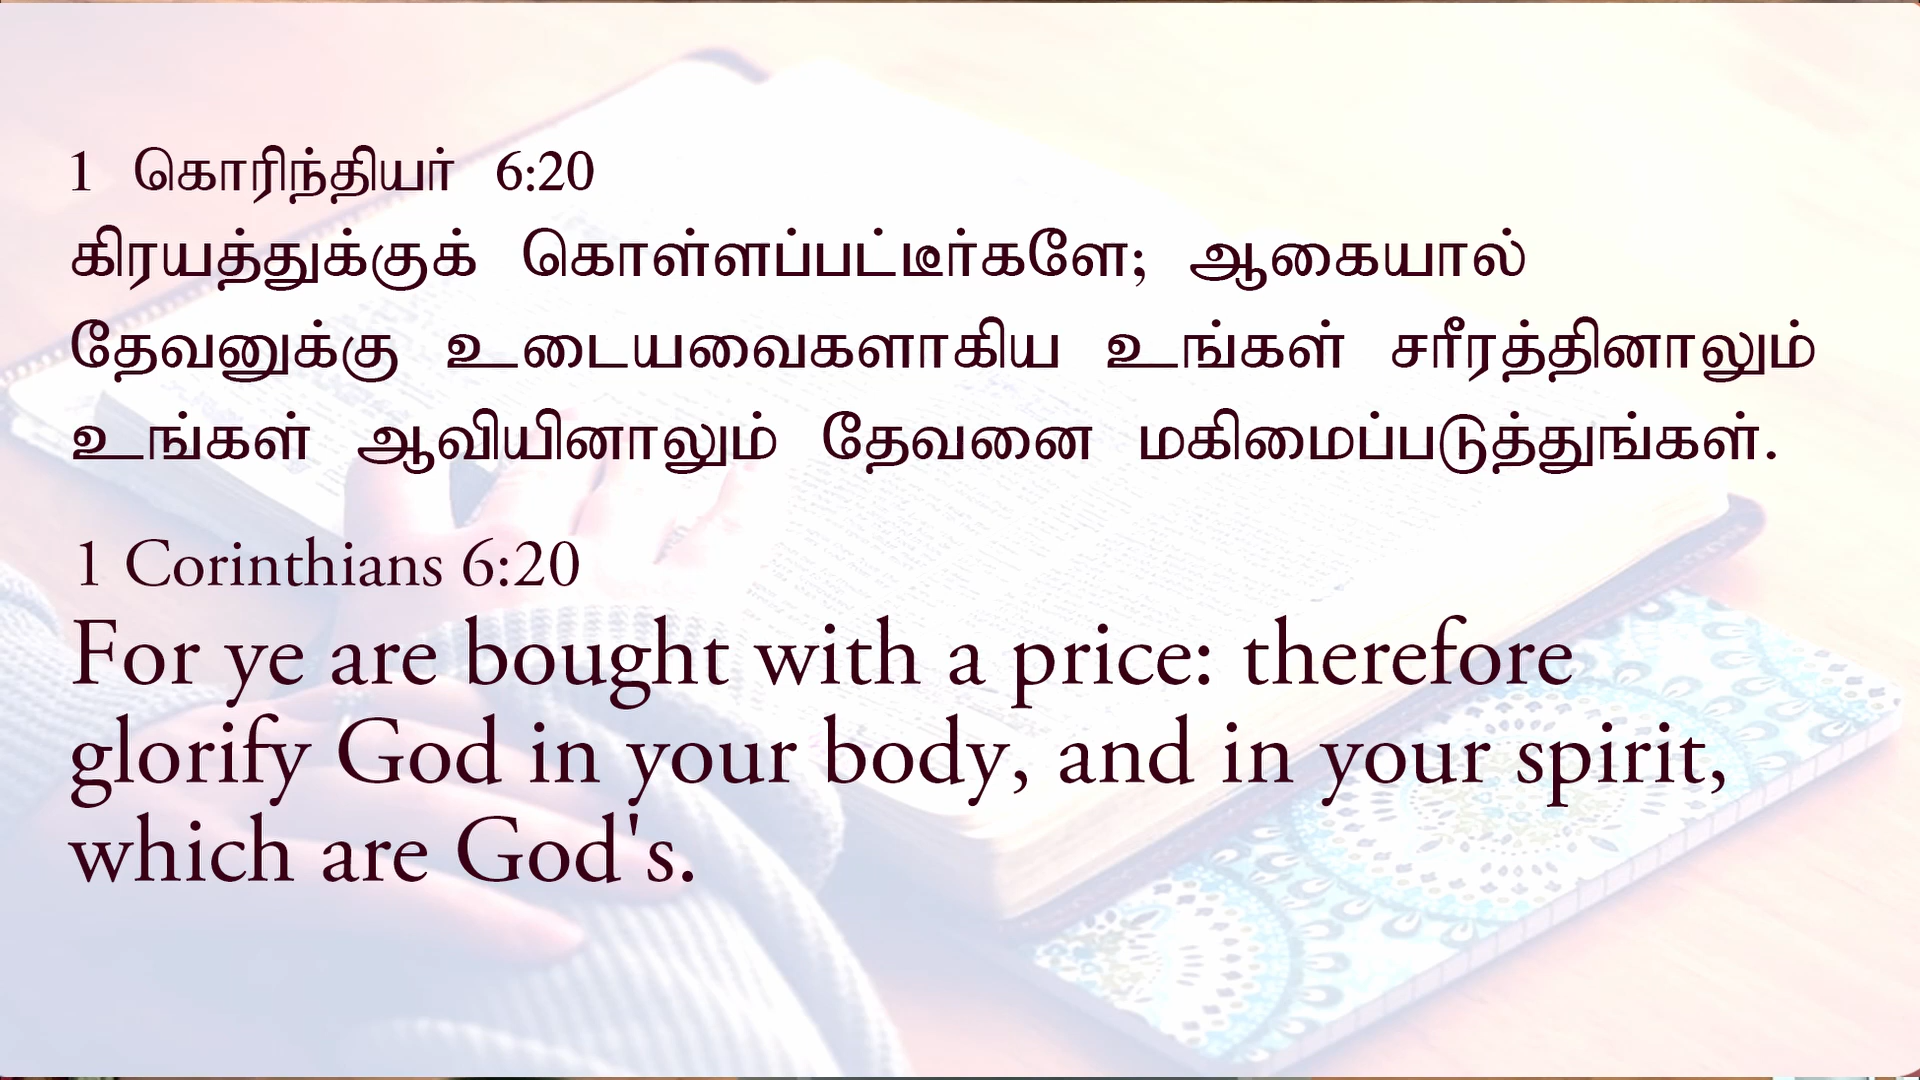 1 கொரிந்தியர் 6:20
கிரயத்துக்குக் கொள்ளப்பட்டீர்களே; ஆகையால்
தேவனுக்கு உடையவைகளாகிய உங்கள் சரீரத்தினாலும்
உங்கள் ஆவியினாலும் தேவனை மகிமைப்படுத்துங்கள்.
1 Corinthians 6:20
For ye are bought with a price: therefore
glorify God in your body, and in your spirit,
which are God's.